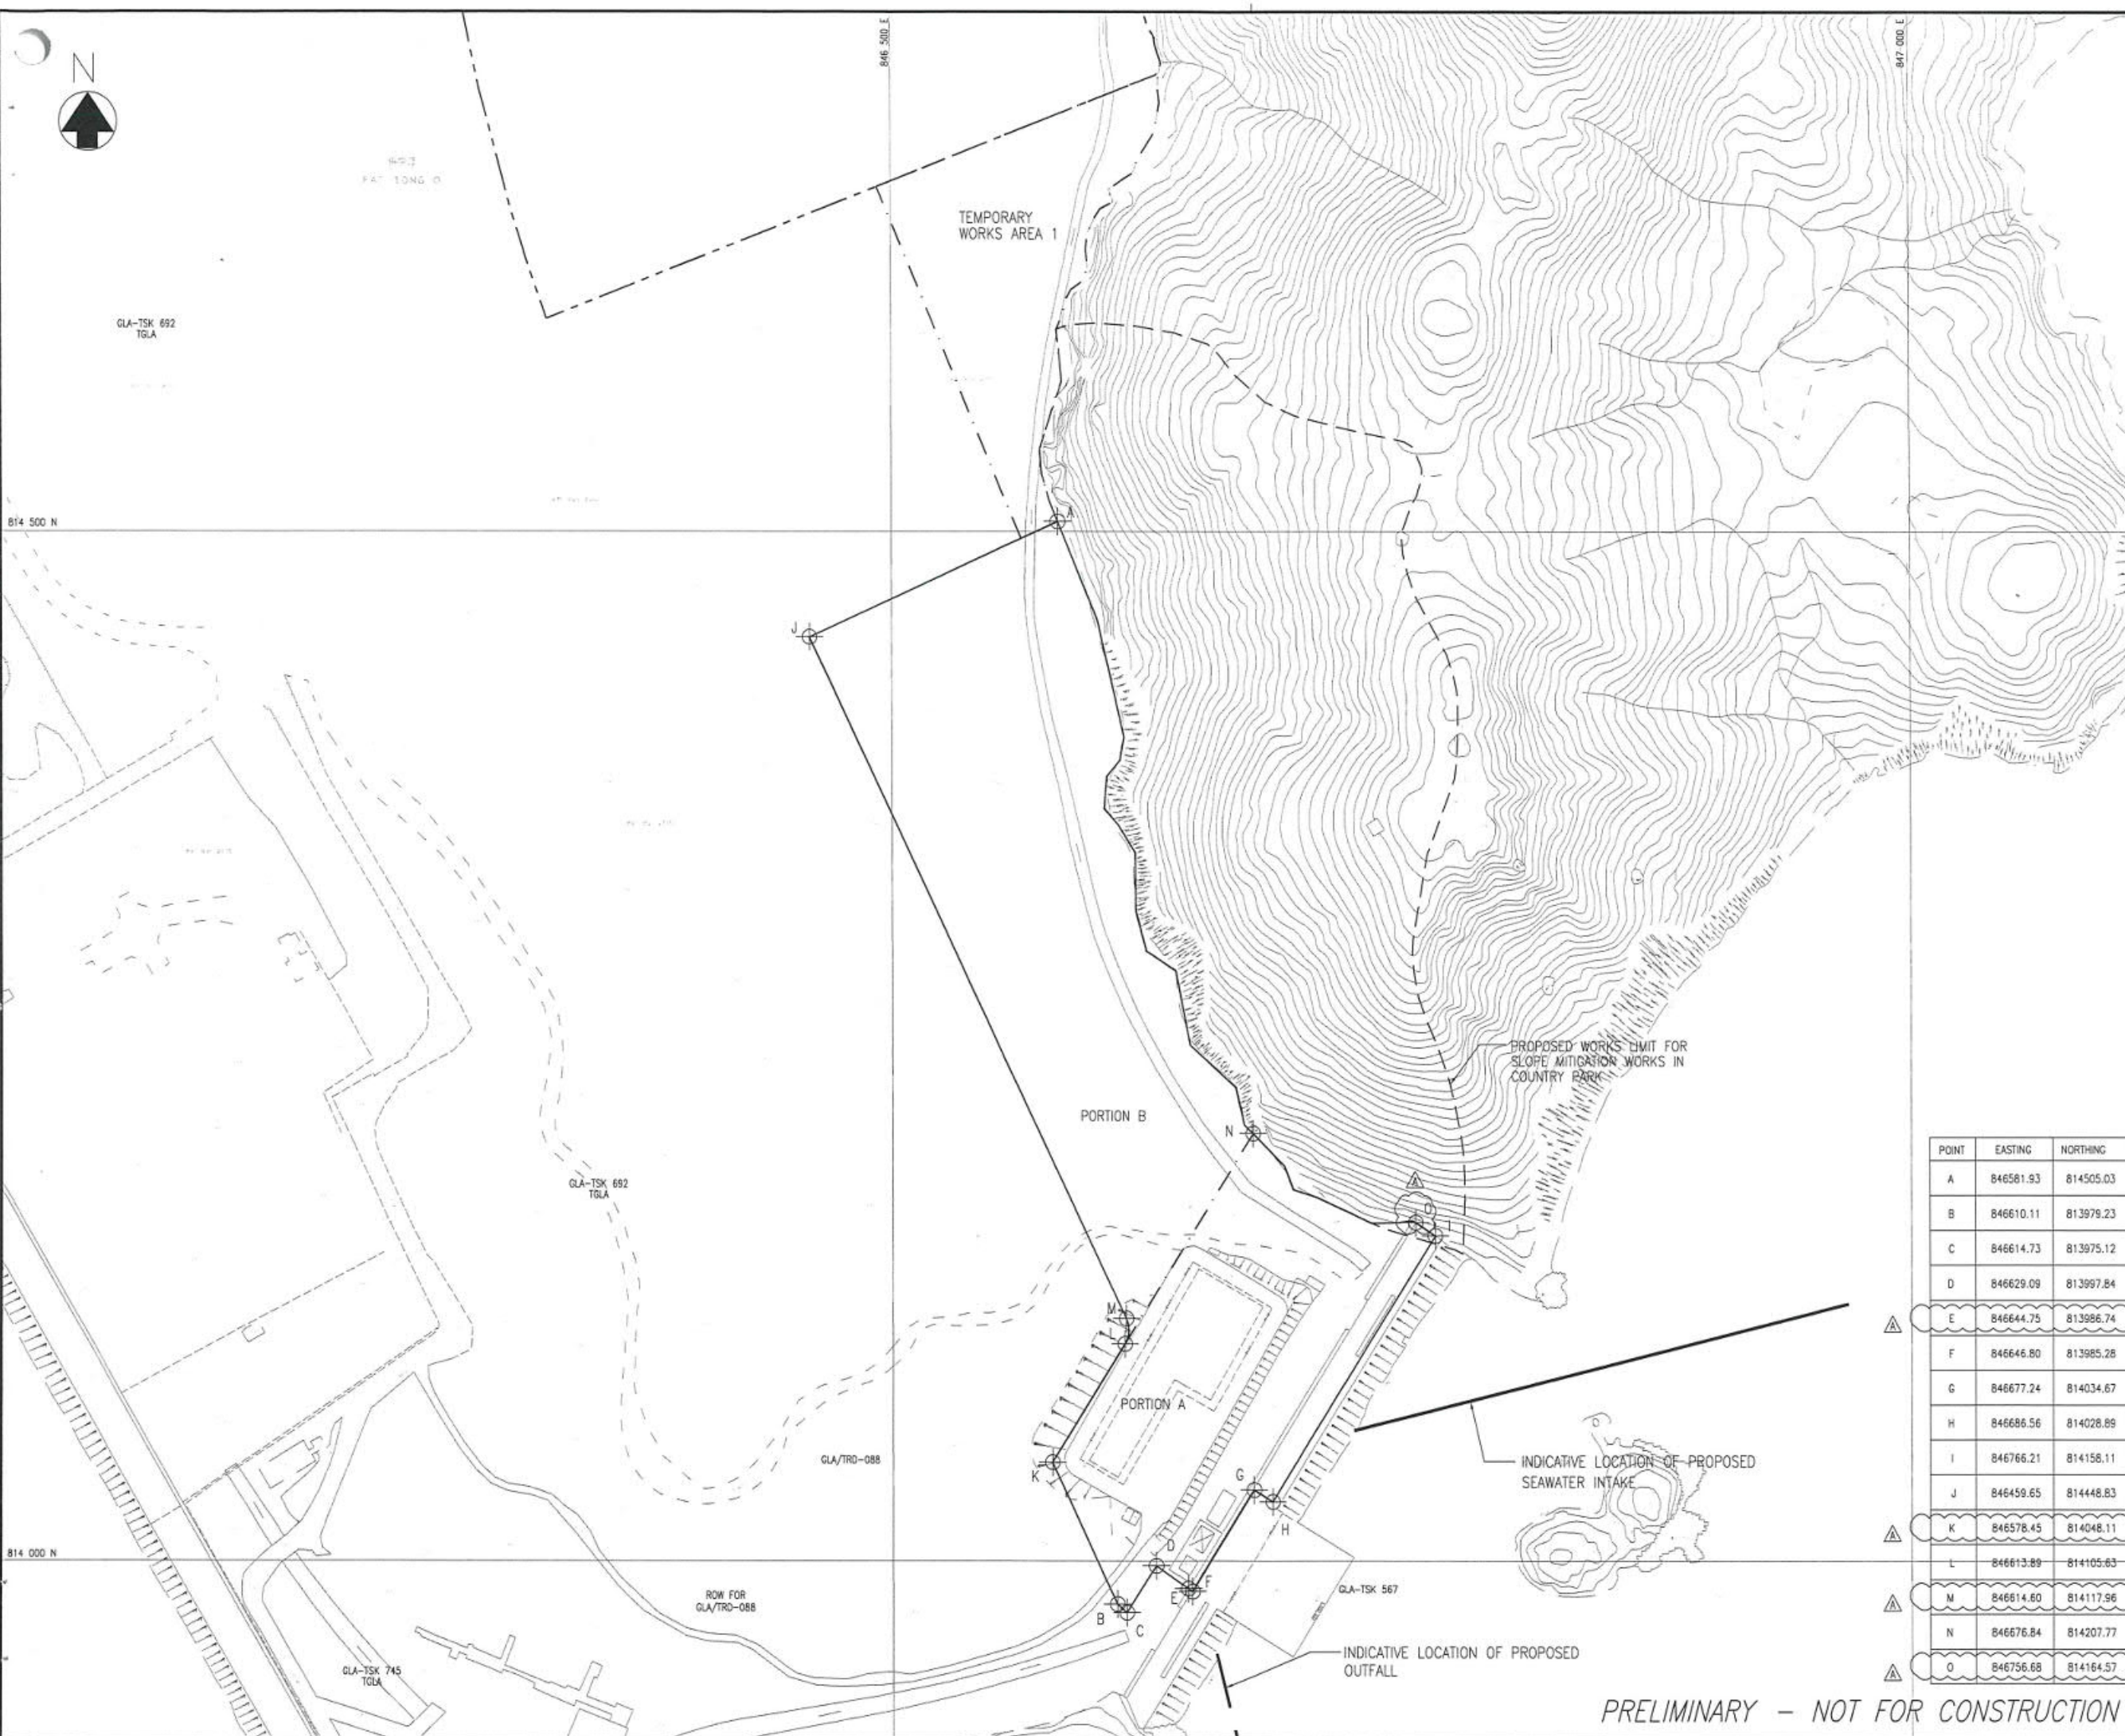 N
846 500 E
847 000 E
TEMPORARY
WORKS AREA 1
GLA-TSK 692
TGLA
814 500 N
A
J
PROPOSED WORKS LIMIT FOR
SLOPE MITIGATION WORKS IN
COUNTRY PARK
PORTION B
N
A
O
I
GLA-TSK 692
TGLA
M
L
PORTION A
GLA/TRD-088
K
G
H
INDICATIVE LOCATION OF PROPOSED
SEAWATER INTAKE
814 000 N
D
E
F
B
C
ROW FOR
GLA/TRD-088
GLA-TSK 567
INDICATIVE LOCATION OF PROPOSED
OUTFALL
GLA-TSK 745
TGLA
POINT EASTING NORTHING
A 846581.93 814505.03
B 846610.11 813979.23
C 846614.73 813975.12
D 846629.09 813997.84
A E 846644.75 813986.74
F 846646.80 813985.28
G 846677.24 814034.67
H 846686.56 814028.89
I 846766.21 814158.11
J 846459.65 814448.83
A K 846578.45 814048.11
L 846613.89 814105.63
A M 846614.60 814117.96
N 846676.84 814207.77
A O 846756.68 814164.57
PRELIMINARY – NOT FOR CONSTRUCTION